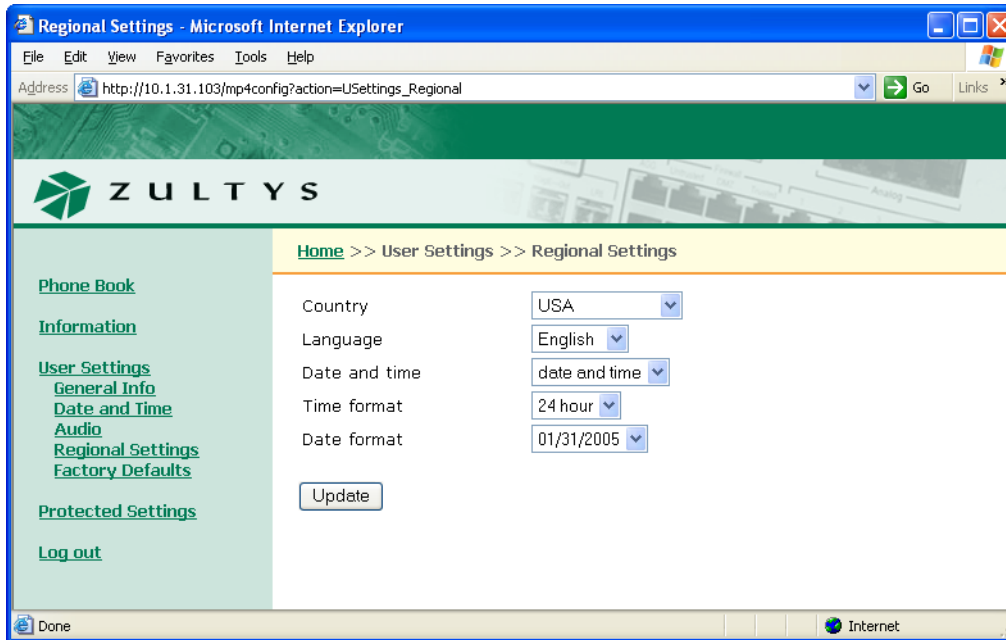 Regional Settings - Microsoft Internet Explorer
File Edit View Favorites Tools Help
Address http://10.1.31.103/mp4config?action=USettings_Regional Go Links »
ZULTYS
Home >> User Settings >> Regional Settings
Phone Book
Information
User Settings
General Info
Date and Time
Audio
Regional Settings
Factory Defaults
Protected Settings
Log out
Country USA
Language English
Date and time date and time
Time format 24 hour
Date format 01/31/2005
Update
Done Internet